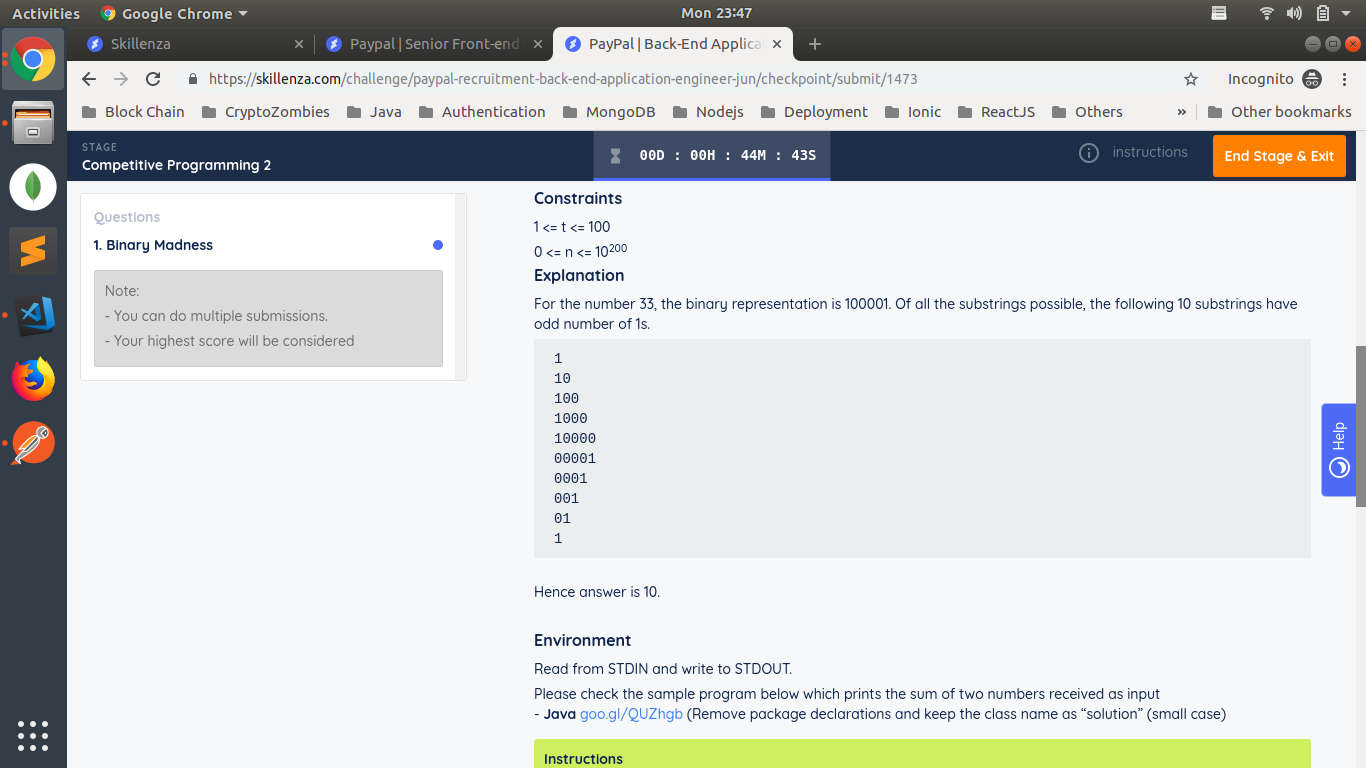 Activities Google Chrome Mon 23:47
Skillenza Paypal | Senior Front-end PayPal | Back-End Applica
https://skillenza.com/challenge/paypal-recruitment-back-end-application-engineer-jun/checkpoint/submit/1473 Incognito
Block Chain CryptoZombies Java Authentication MongoDB Nodejs Deployment Ionic ReactJS Others » Other bookmarks
STAGE
Competitive Programming 2
00D : 00H : 44M : 43S
instructions
End Stage & Exit
Questions
1. Binary Madness
Note:
- You can do multiple submissions.
- Your highest score will be considered
Constraints
1 <= t <= 100
0 <= n <= 10^200
Explanation
For the number 33, the binary representation is 100001. Of all the substrings possible, the following 10 substrings have
odd number of 1s.
1
10
100
1000
10000
00001
0001
001
01
1
Hence answer is 10.
Environment
Read from STDIN and write to STDOUT.
Please check the sample program below which prints the sum of two numbers received as input
- Java goo.gl/QUZhgb (Remove package declarations and keep the class name as “solution” (small case)
Instructions
Help